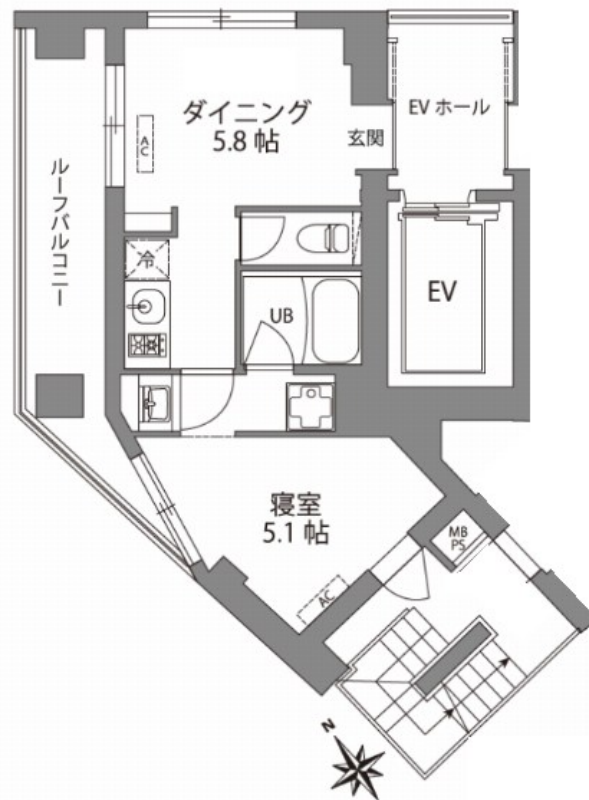 ダイニング
5.8 帖
EV ホール
玄関
AC
ルーフバルコニー
冷
EV
UB
寝室
5.1 帖
MB
PS
AC
N